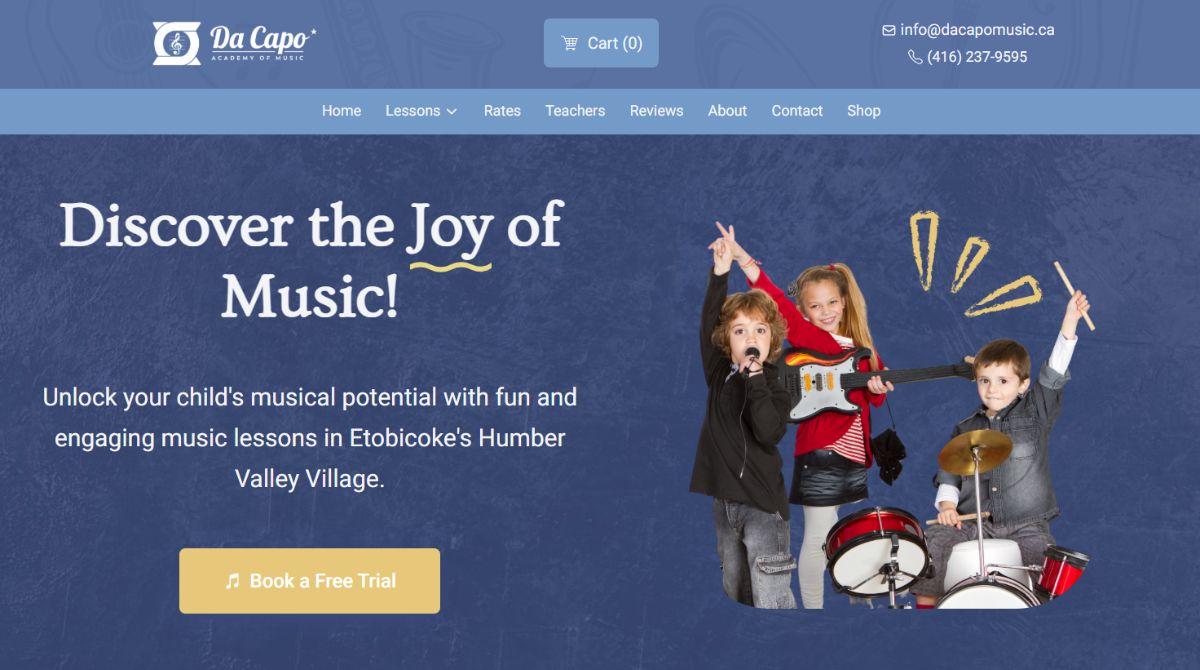 Da Capo
ACADEMY OF MUSIC
Cart (0)
info@dacapomusic.ca
(416) 237-9595
Home Lessons Rates Teachers Reviews About Contact Shop
Discover the Joy of
Music!
Unlock your child's musical potential with fun and
engaging music lessons in Etobicoke's Humber
Valley Village.
Book a Free Trial